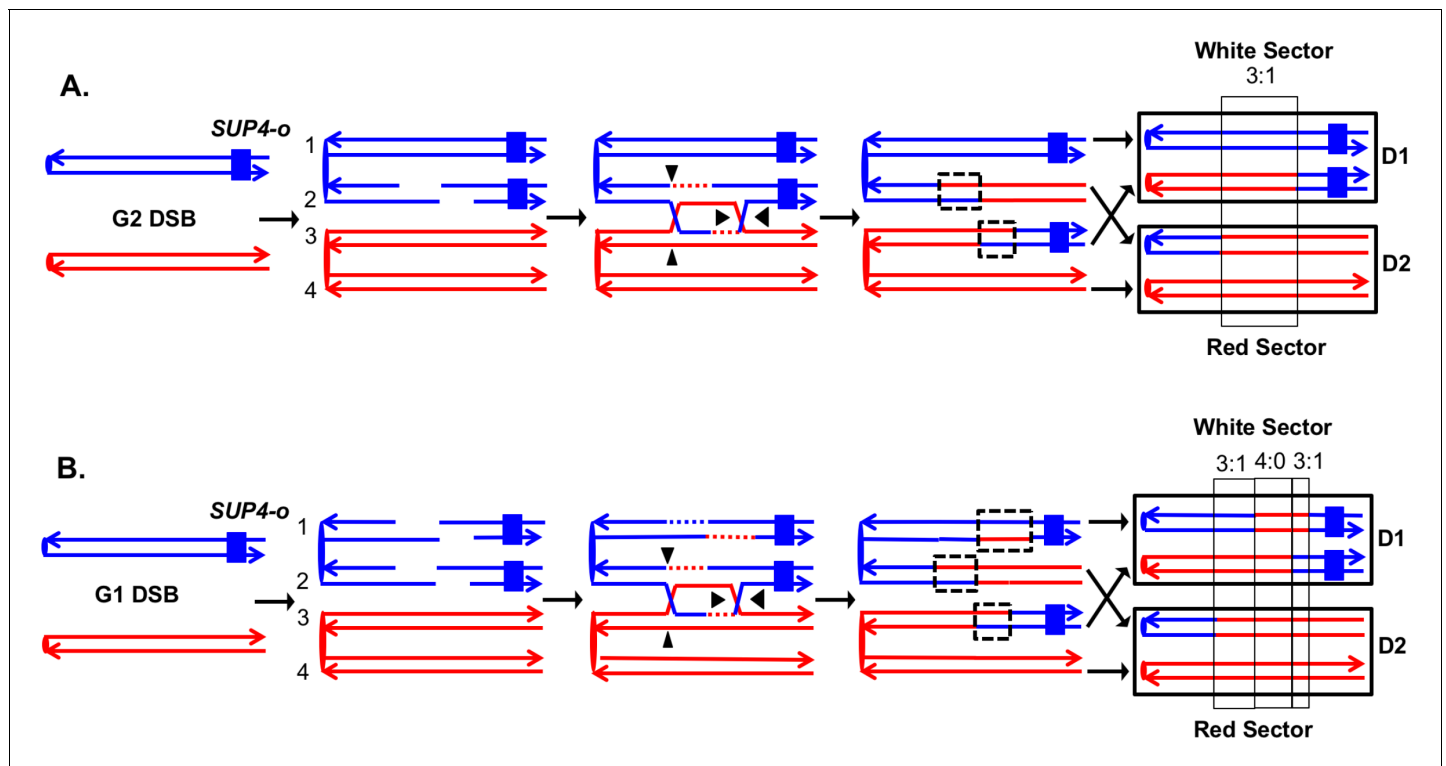 A.
White Sector
3:1
SUP4-o
1
2
3
4
G2 DSB
D1
D2
Red Sector
B.
White Sector
3:1 4:0 3:1
SUP4-o
1
2
3
4
G1 DSB
D1
D2
Red Sector